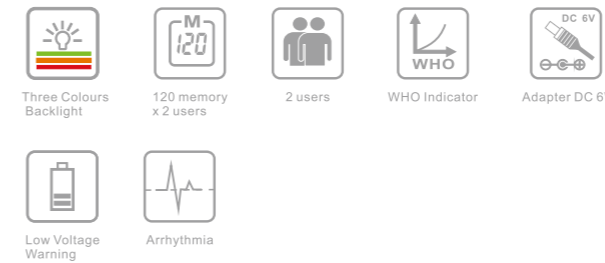 M
120
WHO
DC 6V
Three Colours
Backlight
120 memory
x 2 users
2 users
WHO Indicator
Adapter DC
Low Voltage
Warning
Arrhythmia